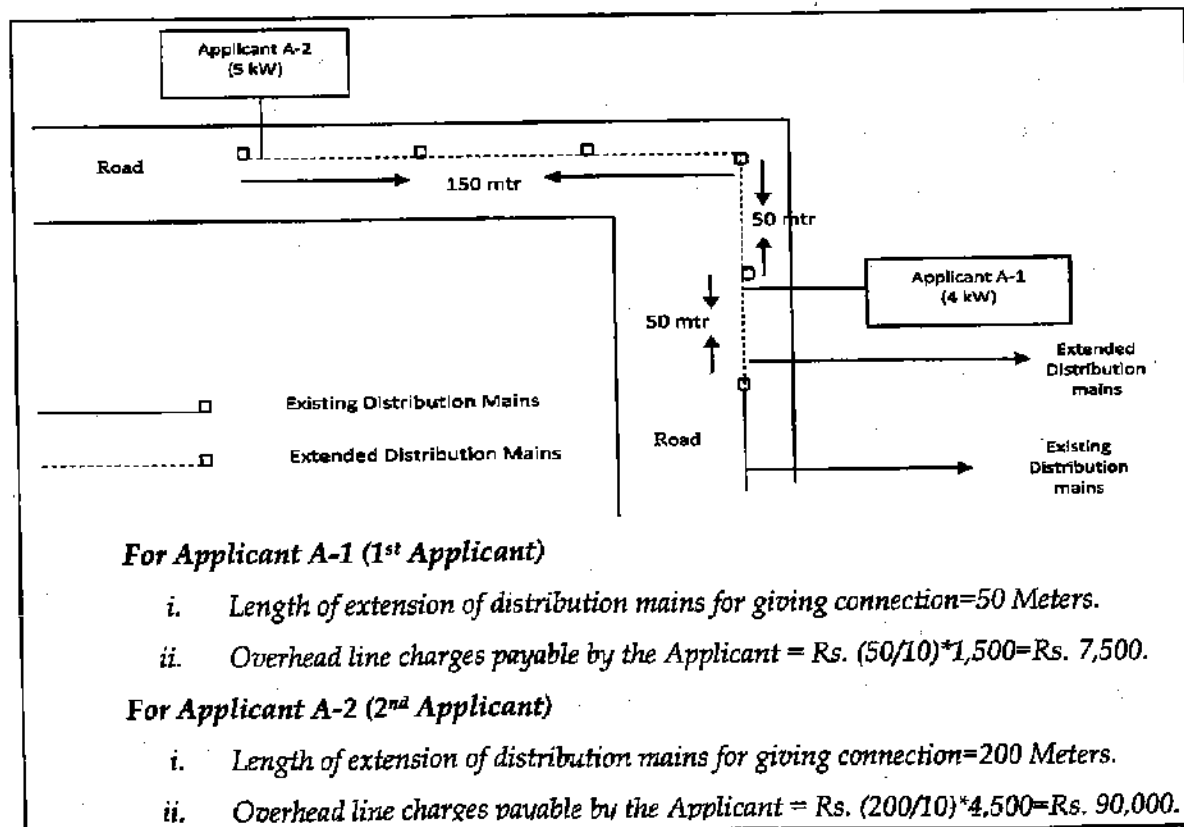 Applicant A-2
(5 kW)
Road
150 mtr
50 mtr
Applicant A-1
(4 kW)
50 mtr
Extended
Distribution
mains
Existing Distribution Mains
Road
Extended Distribution Mains
Existing
Distribution
mains
For Applicant A-1 (1st Applicant)
i. Length of extension of distribution mains for giving connection=50 Meters.
ii. Overhead line charges payable by the Applicant = Rs. (50/10)*1,500=Rs. 7,500.
For Applicant A-2 (2nd Applicant)
i. Length of extension of distribution mains for giving connection=200 Meters.
ii. Overhead line charges payable by the Applicant = Rs. (200/10)*4,500=Rs. 90,000.